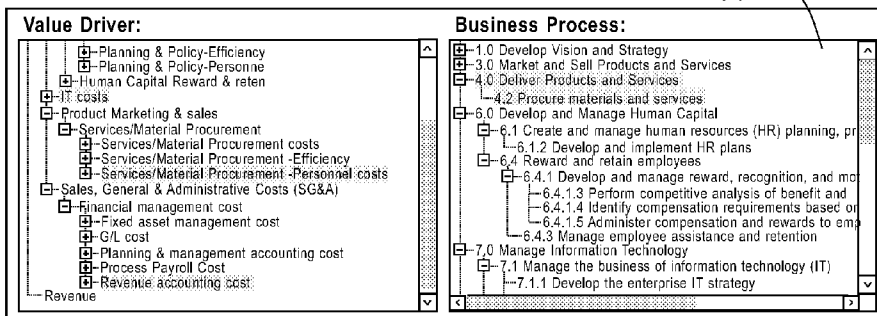 Value Driver:
Planning & Policy-Efficiency
Planning & Policy-Personne
Human Capital Reward & reten
IT costs
Product Marketing & sales
Services/Material Procurement
Services/Material Procurement costs
Services/Material Procurement -Efficiency
Services/Material Procurement -Personnel costs
Sales, General & Administrative Costs (SG&A)
Financial management cost
Fixed asset management cost
G/L cost
Planning & management accounting cost
Process Payroll Cost
Revenue accounting cost
Revenue
Business Process:
1.0 Develop Vision and Strategy
3.0 Market and Sell Products and Services
4.0 Deliver Products and Services
4.2 Procure materials and services
6.0 Develop and Manage Human Capital
6.1 Create and manage human resources (HR) planning, pr
6.1.2 Develop and implement HR plans
6.4 Reward and retain employees
6.4.1 Develop and manage reward, recognition, and mot
6.4.1.3 Perform competitive analysis of benefit and
6.4.1.4 Identify compensation requirements based or
6.4.1.5 Administer compensation and rewards to emp
6.4.3 Manage employee assistance and retention
7.0 Manage Information Technology
7.1 Manage the business of information technology (IT)
7.1.1 Develop the enterprise IT strategy